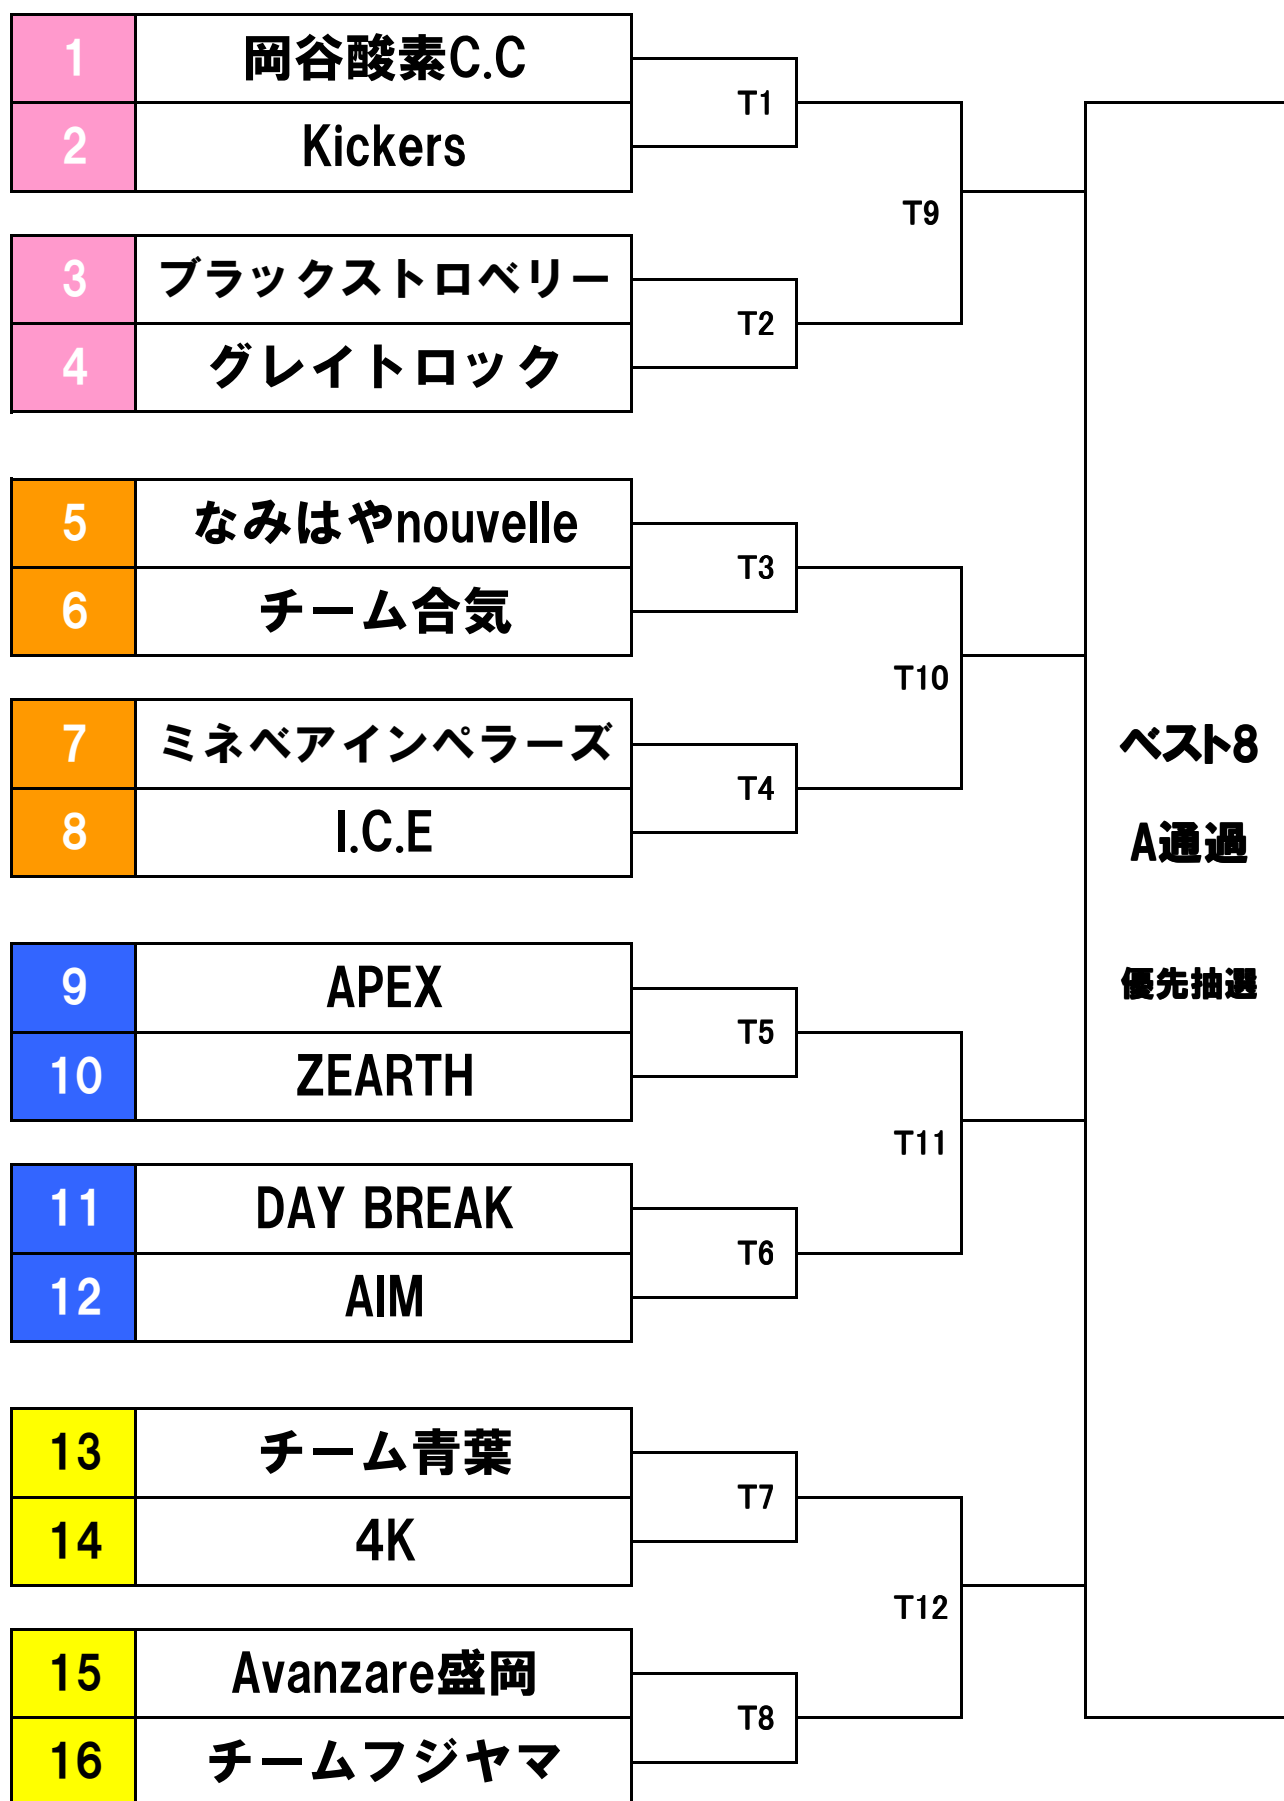 1 岡谷酸素C.C
T1
2 Kickers
T9
3 ブラックストロベリー
T2
4 グレイトロック
5 なみはやnouvelle
T3
6 チーム合気
T10
7 ミネベアインペラーズ
T4
8 I.C.E
ベスト8
A通過
優先抽選
9 APEX
T5
10 ZEARTH
T11
11 DAY BREAK
T6
12 AIM
13 チーム青葉
T7
14 4K
T12
15 Avanzare盛岡
T8
16 チームフジヤマ